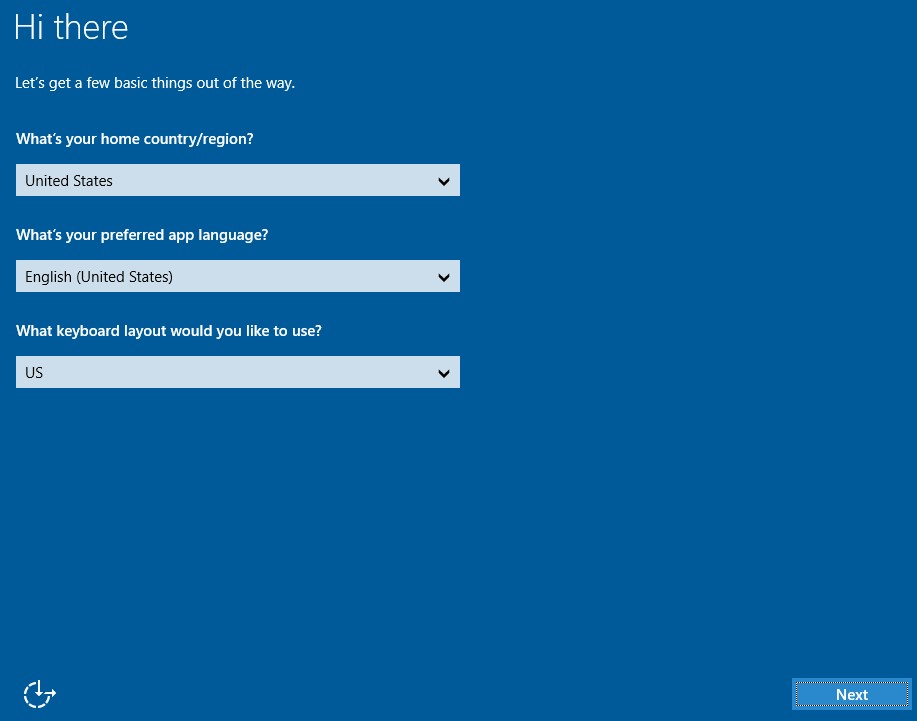 Hi there
Let's get a few basic things out of the way.
What's your home country/region?
United States
What's your preferred app language?
English (United States)
What keyboard layout would you like to use?
US
Next